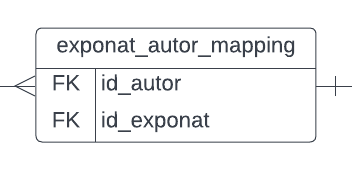 exponat_autor_mapping
FK id_autor
FK id_exponat